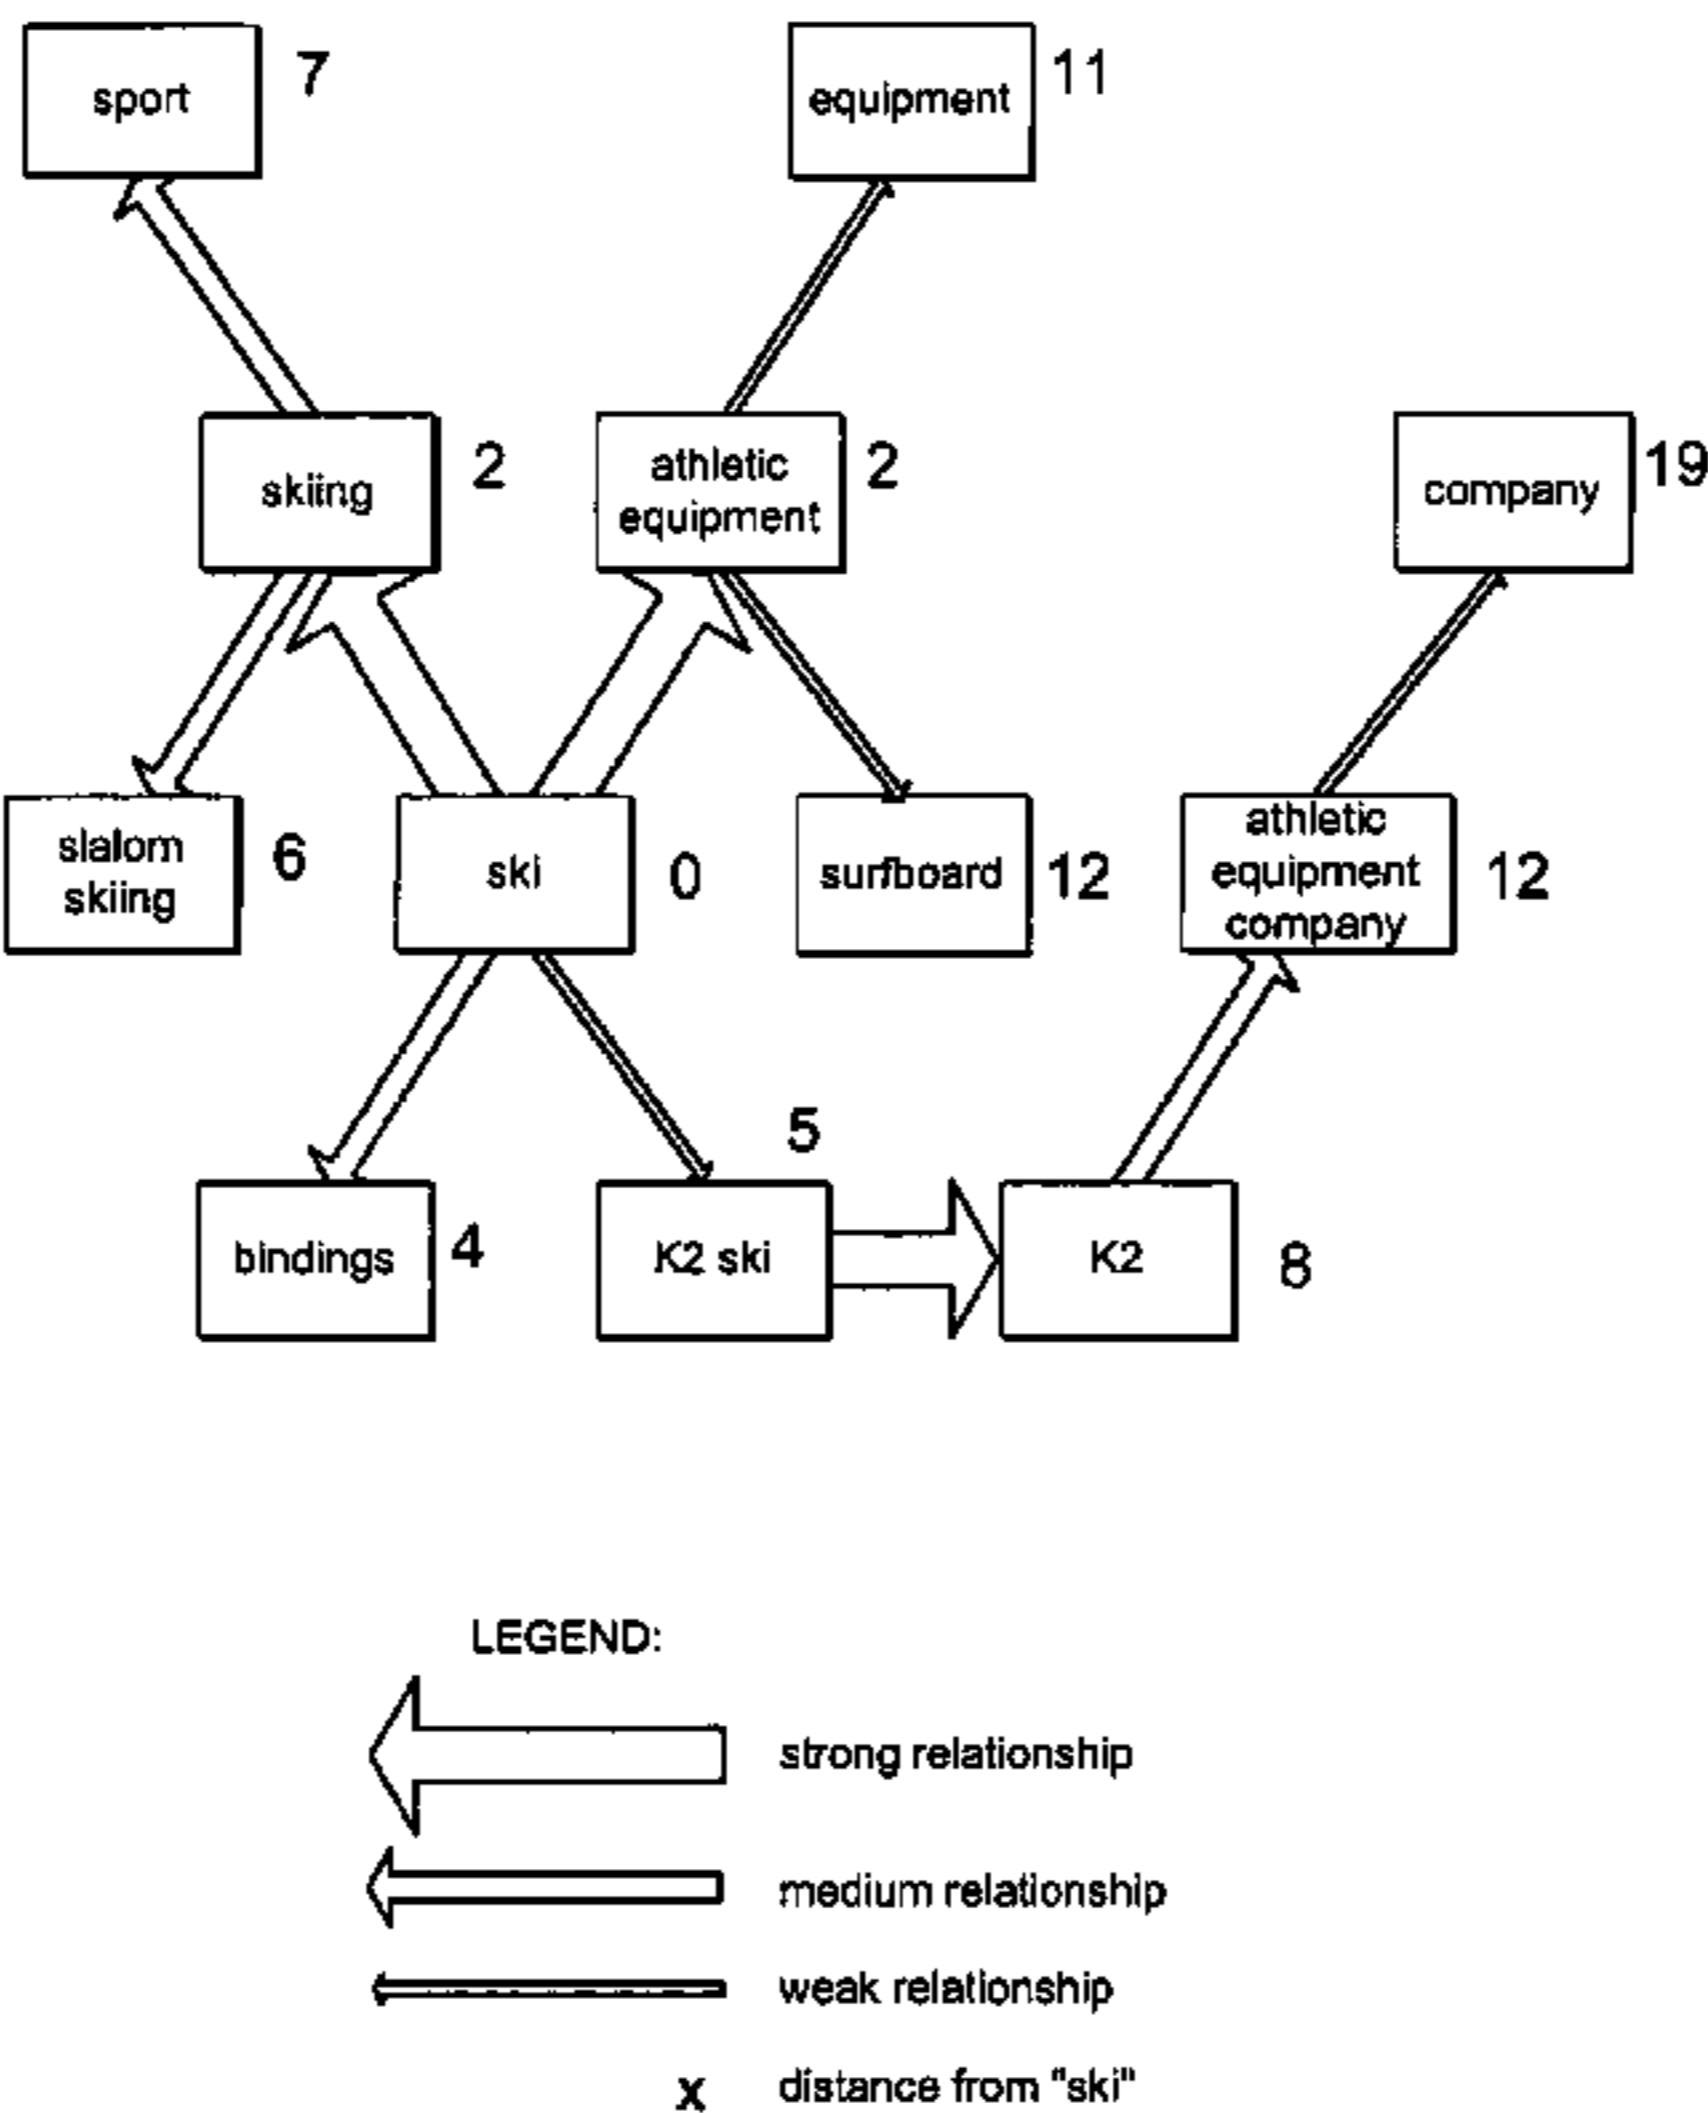 sport
7
equipment
11
skiing
2
athletic
equipment
2
company
19
slalom
skiing
6
ski
0
surfboard
12
athletic
equipment
company
12
bindings
4
K2 ski
5
K2
8
LEGEND:
strong relationship
medium relationship
weak relationship
x distance from "ski"